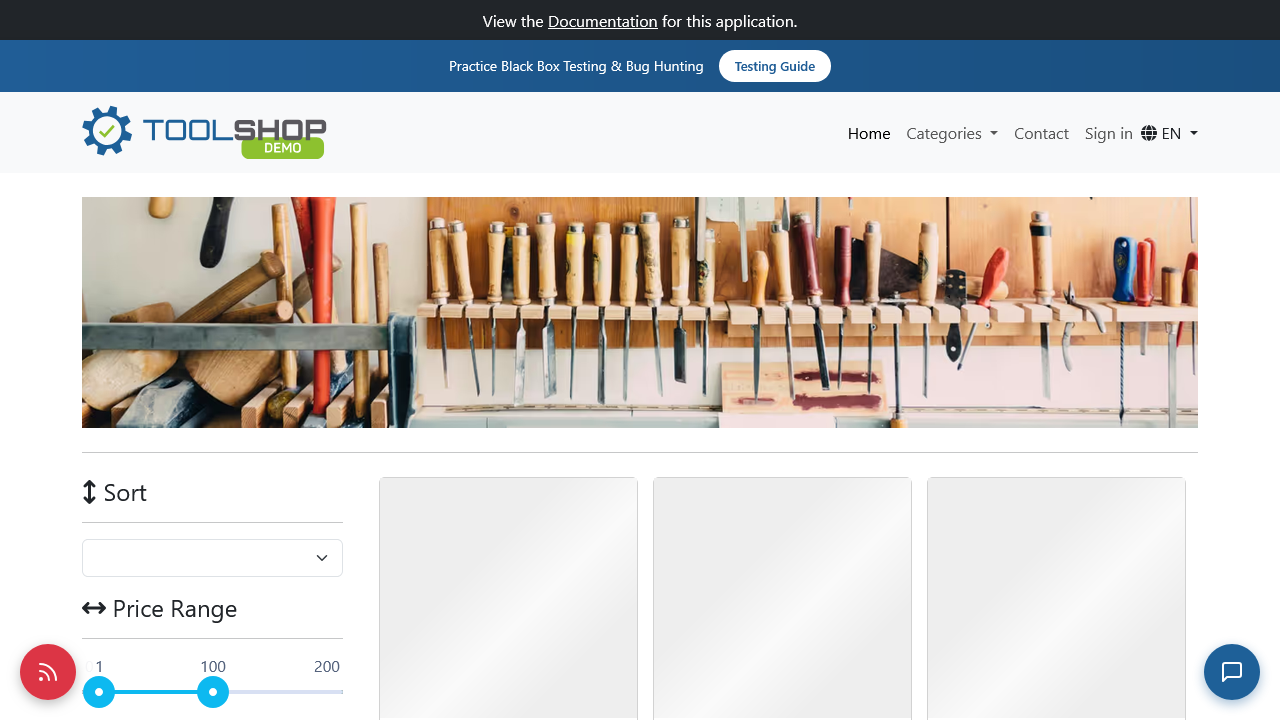 View the Documentation for this application.
Practice Black Box Testing & Bug Hunting Testing Guide
TOOLSHOP
DEMO
Home Categories Contact Sign in EN
Sort
Price Range
1 100 200